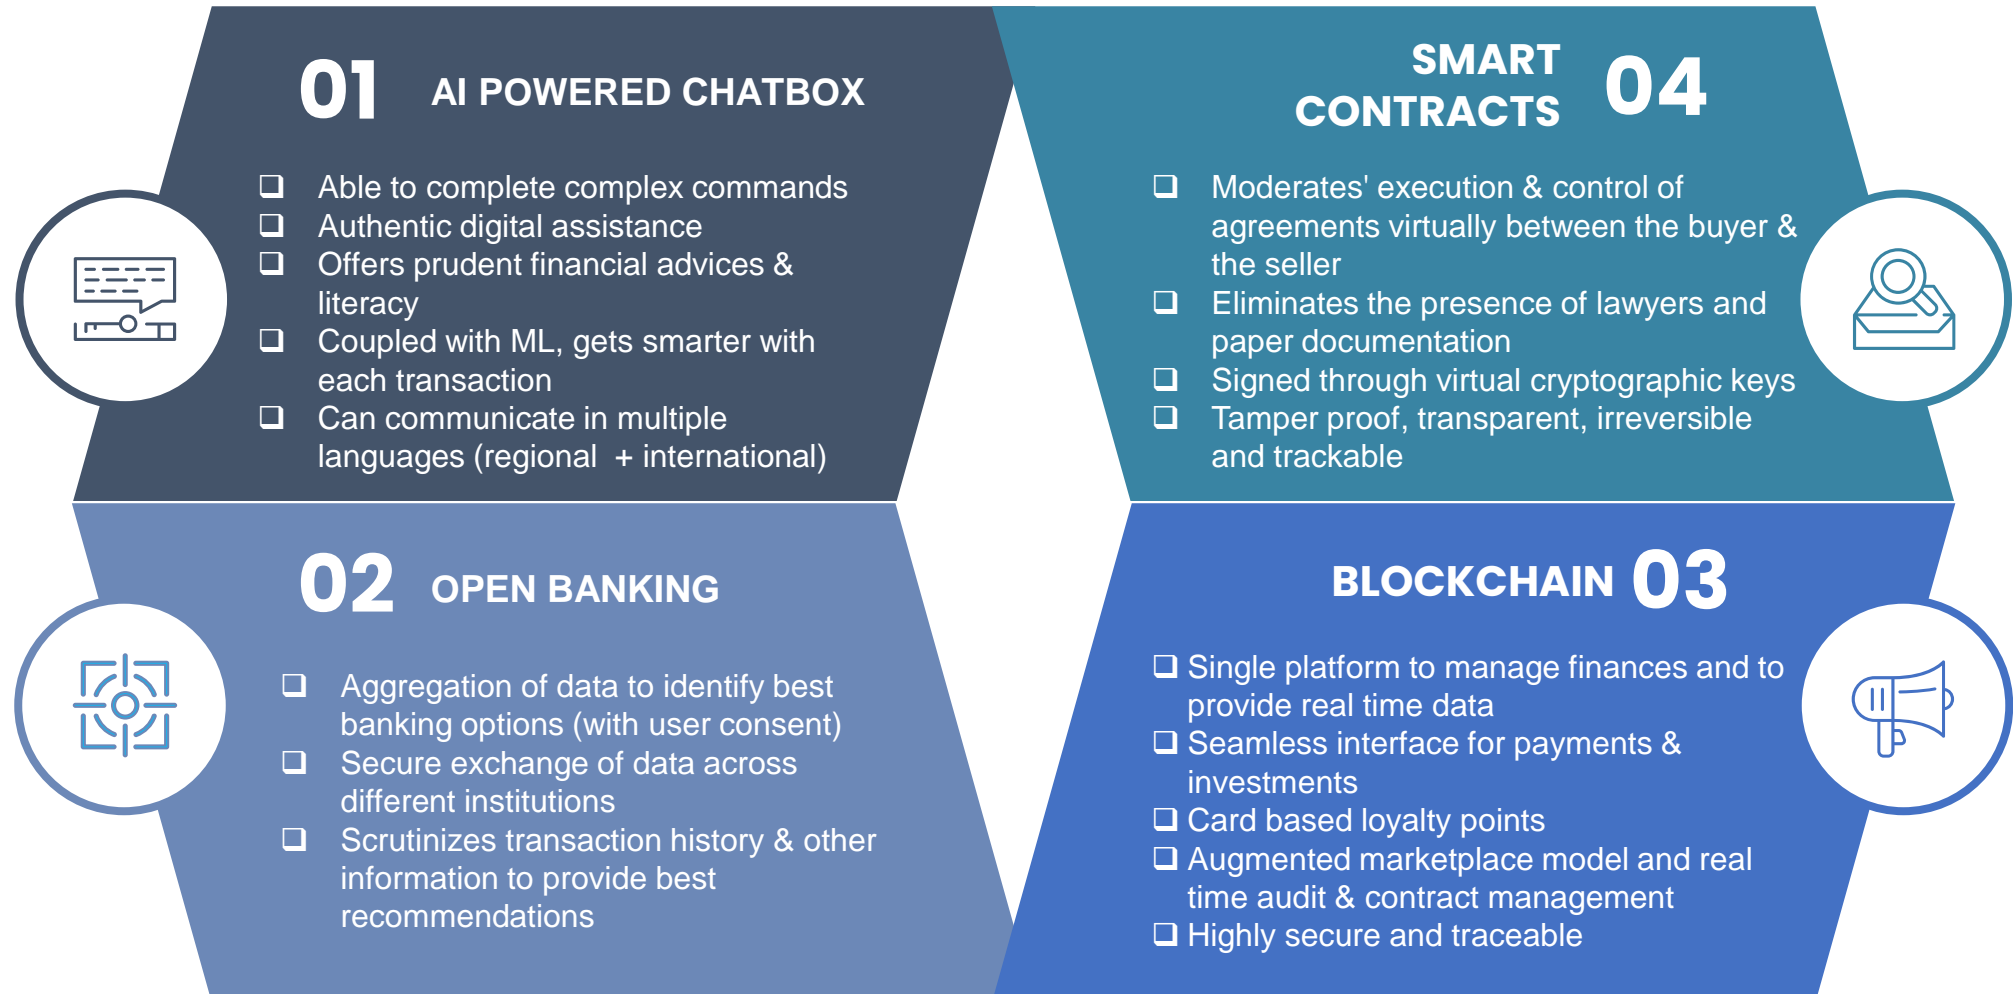 01 AI POWERED CHATBOX
❑ Able to complete complex commands
❑ Authentic digital assistance
❑ Offers prudent financial advices &
literacy
❑ Coupled with ML, gets smarter with
each transaction
❑ Can communicate in multiple
languages (regional + international)
02 OPEN BANKING
❑ Aggregation of data to identify best
banking options (with user consent)
❑ Secure exchange of data across
different institutions
❑ Scrutinizes transaction history & other
information to provide best
recommendations
SMART
CONTRACTS 04
❑ Moderates' execution & control of
agreements virtually between the buyer &
the seller
❑ Eliminates the presence of lawyers and
paper documentation
❑ Signed through virtual cryptographic keys
❑ Tamper proof, transparent, irreversible
and trackable
BLOCKCHAIN 03
❑ Single platform to manage finances and to
provide real time data
❑ Seamless interface for payments &
investments
❑ Card based loyalty points
❑ Augmented marketplace model and real
time audit & contract management
❑ Highly secure and traceable